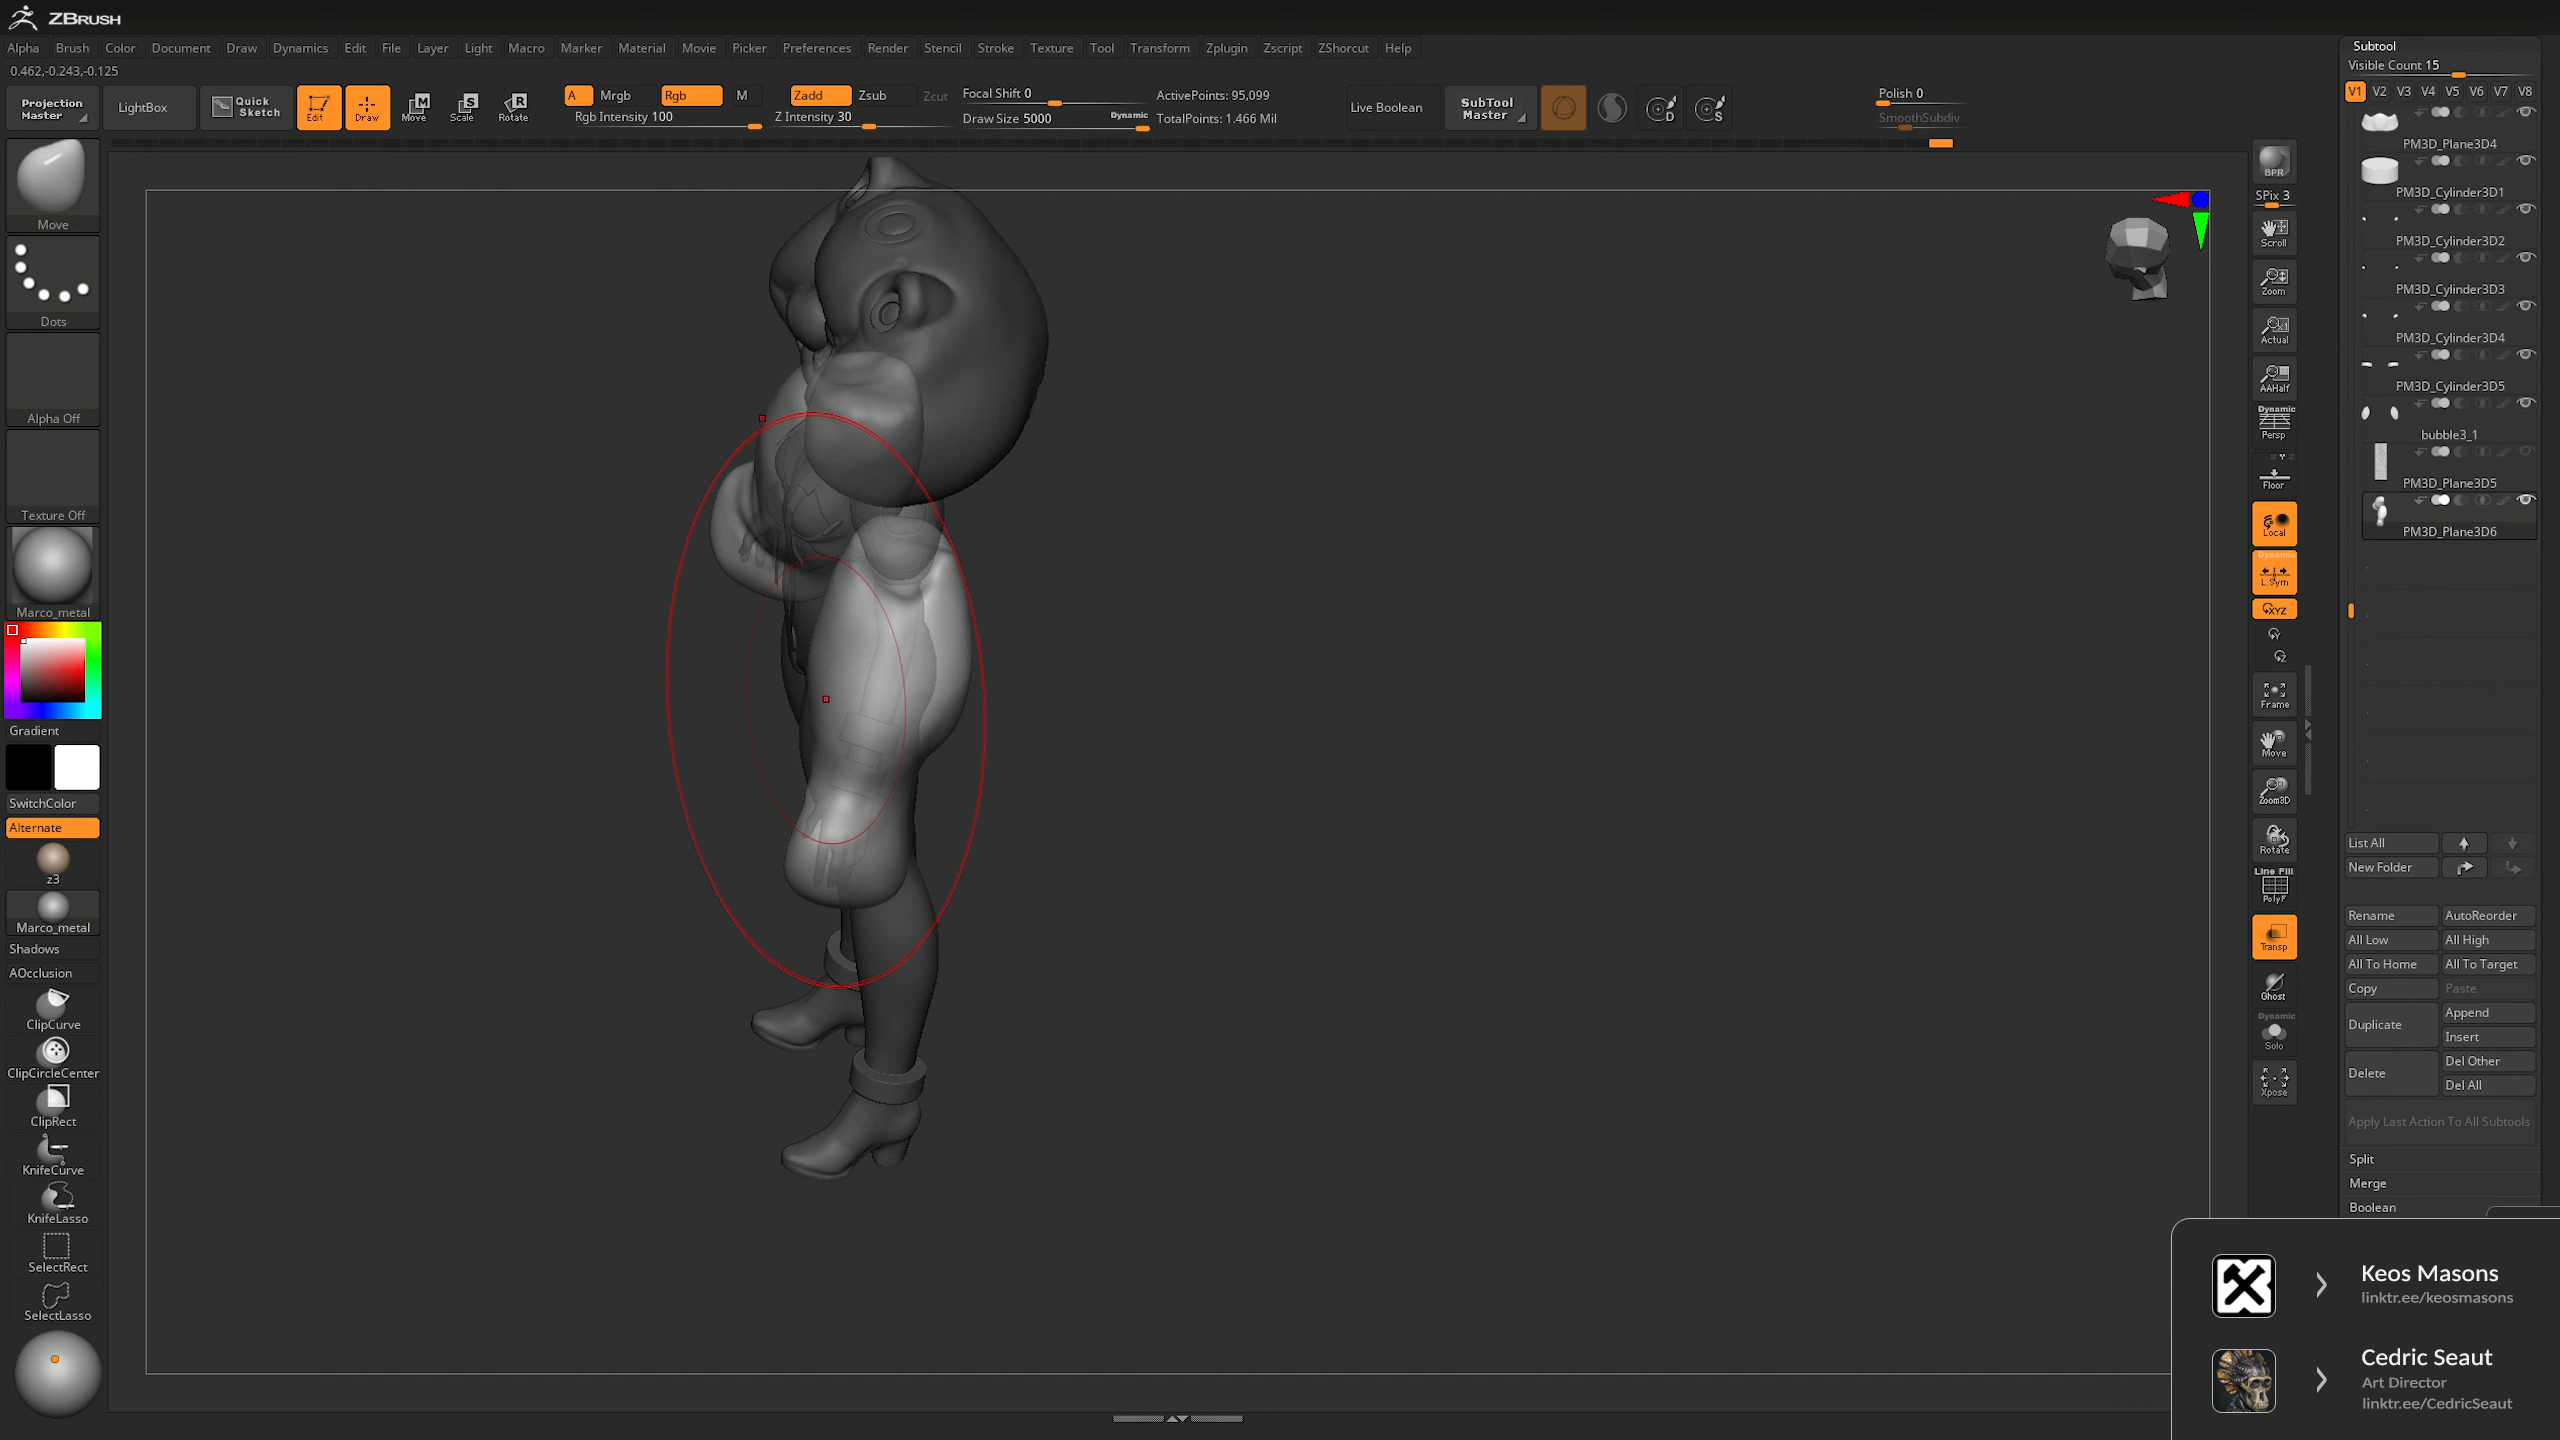 ZBRUSH
Alpha Brush Color Document Draw Dynamics Edit File Layer Light Macro Marker Material Movie Picker Preferences Render Stencil Stroke Texture Tool Transform Zplugin Zscript ZShorcut Help
0.462,-0.243,-0.125
Projection Master
LightBox
Quick Sketch
Edit
Draw
M
Move
S
Scale
R
Rotate
A Mrgb Rgb M
Rgb Intensity 100
Zadd Zsub Zcut
Z Intensity 30
Focal Shift 0
Draw Size 5000
Dynamic
ActivePoints: 95,099
TotalPoints: 1.466 Mil
Live Boolean
SubTool Master
D
S
Polish 0
SmoothSubdiv
Move
Dots
Alpha Off
Texture Off
Marco_metal
Gradient
SwitchColor
Alternate
z3
Marco_metal
Shadows
AOcclusion
ClipCurve
ClipCircleCenter
ClipRect
KnifeCurve
KnifeLasso
SelectRect
SelectLasso
BPR
SPix 3
Scroll
Zoom
Actual
AAHalf
Dynamic
Persp
Floor
Local
Dynamic
L.Sym
XYZ
Y
Z
Frame
Move
Zoom3D
Rotate
Line Fill
PolyF
Transp
Ghost
Dynamic
Solo
Xpose
Subtool
Visible Count 15
V1 V2 V3 V4 V5 V6 V7 V8
PM3D_Plane3D4
PM3D_Cylinder3D1
PM3D_Cylinder3D2
PM3D_Cylinder3D3
PM3D_Cylinder3D4
PM3D_Cylinder3D5
bubble3_1
PM3D_Plane3D5
PM3D_Plane3D6
List All
New Folder
Rename AutoReorder
All Low All High
All To Home All To Target
Copy Paste
Duplicate Append
Insert
Delete Del Other
Del All
Apply Last Action To All Subtools
Split
Merge
Boolean
Keos Masons
linktr.ee/keosmasons
Cedric Seaut
Art Director
linktr.ee/CedricSeaut